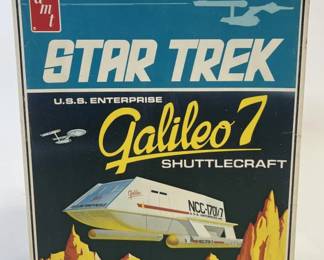 amt
STAR TREK
U.S.S. ENTERPRISE
Galileo 7
SHUTTLECRAFT
NCC-1701/7